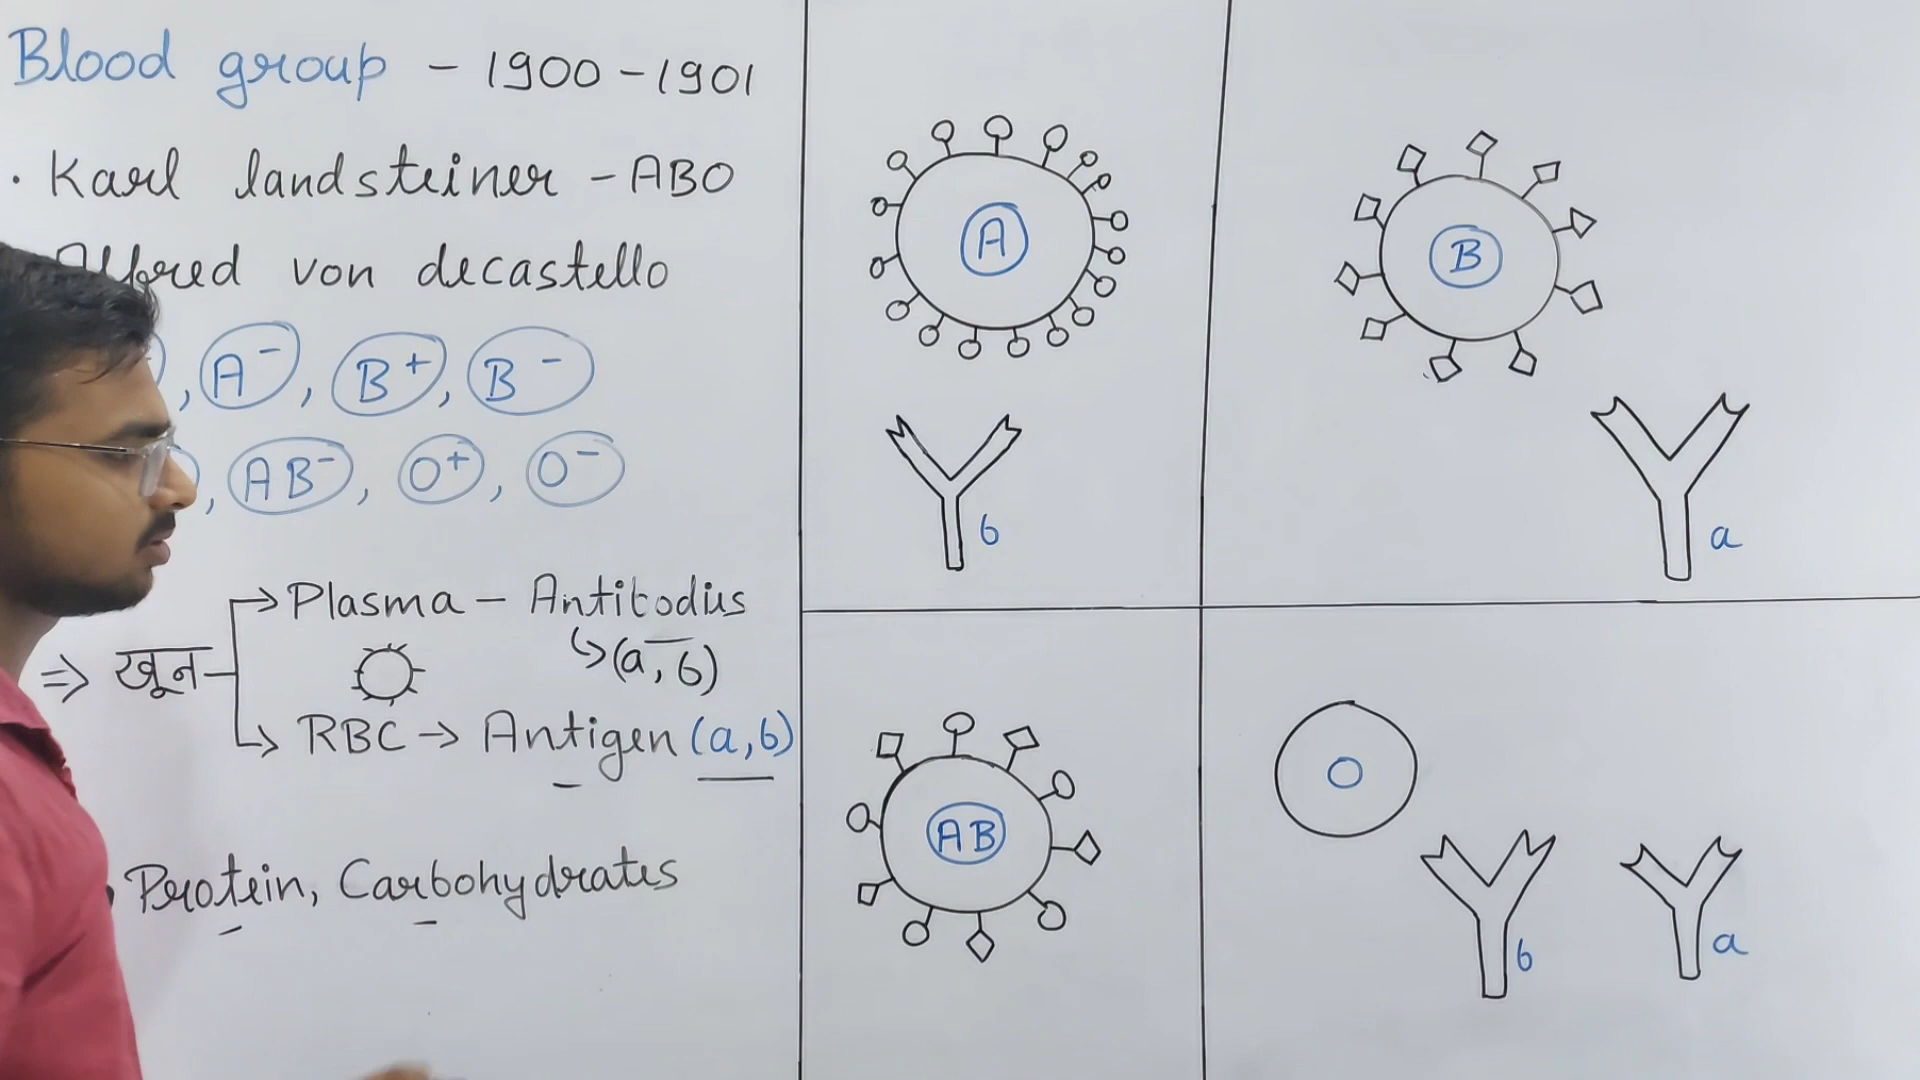 Blood group - 1900-1901
· Karl landsteiner - ABO
Alfred von decastello
, A⁻, B⁺, B⁻
, AB⁻, O⁺, O⁻
→ Plasma - Antibodies
↳(a, b)
⇒ खून
→ RBC → Antigen (a,b)
Protein, Carbohydrates
A
b
B
a
AB
O
b
a